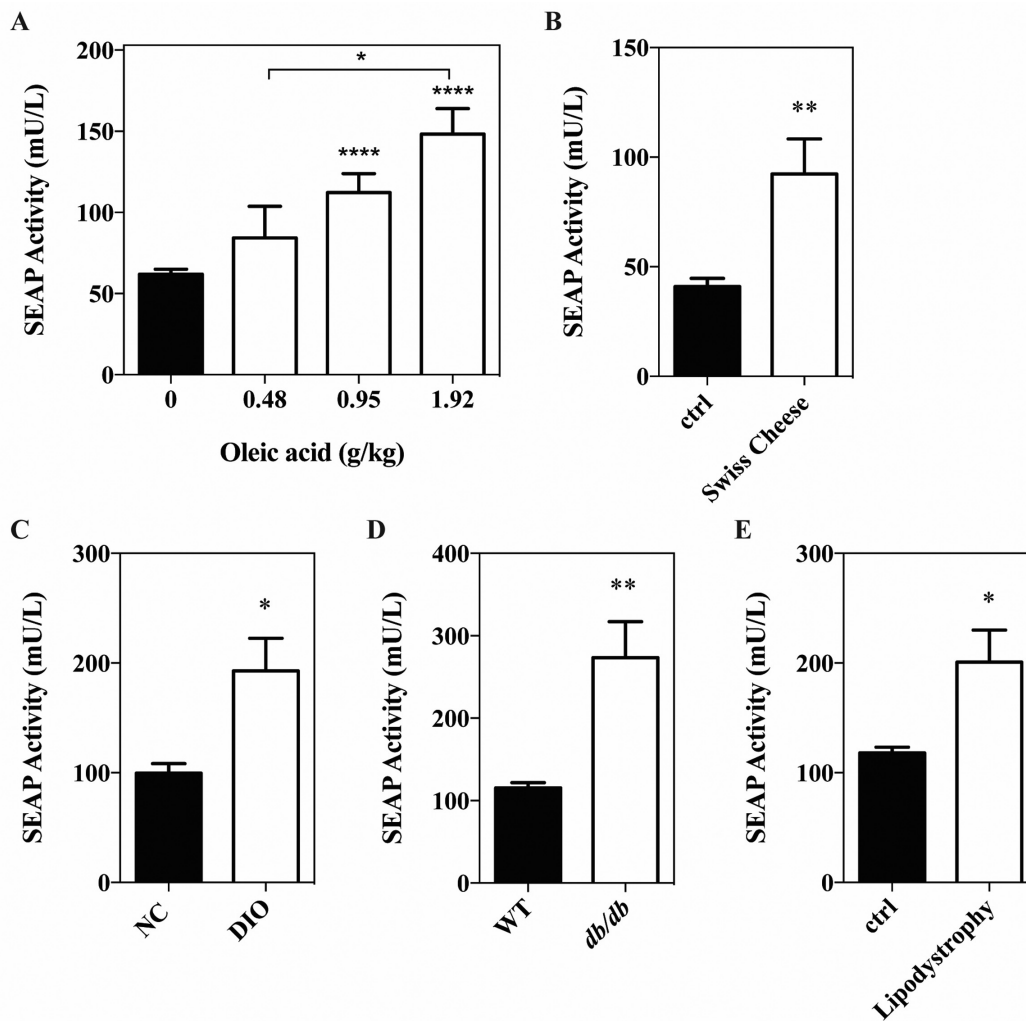 A
SEAP Activity (mU/L)
200
150
100
50
0
*
****
****
0 0.48 0.95 1.92
Oleic acid (g/kg)
B
SEAP Activity (mU/L)
150
100
50
0
**
ctrl
Swiss Cheese
C
SEAP Activity (mU/L)
300
200
100
0
*
NC
DIO
D
SEAP Activity (mU/L)
400
300
200
100
0
**
WT
db/db
E
SEAP Activity (mU/L)
300
200
100
0
*
ctrl
Lipodystrophy